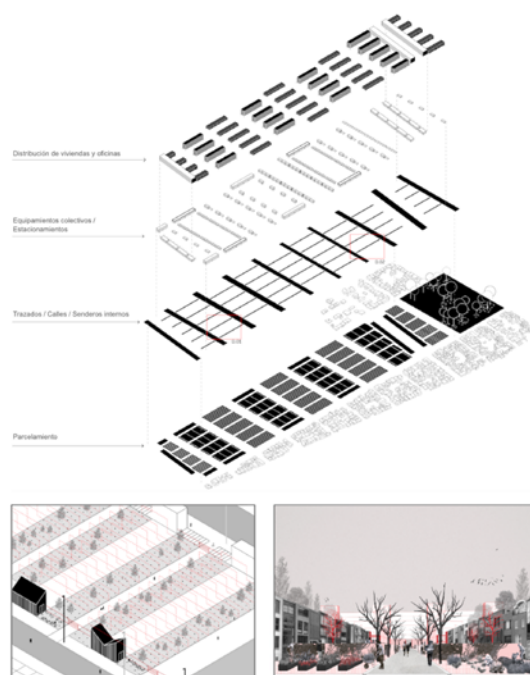 Distribución de viviendas y oficinas
Equipamientos colectivos /
Estacionamientos
Trazados / Calles / Senderos internos
Parcelamiento